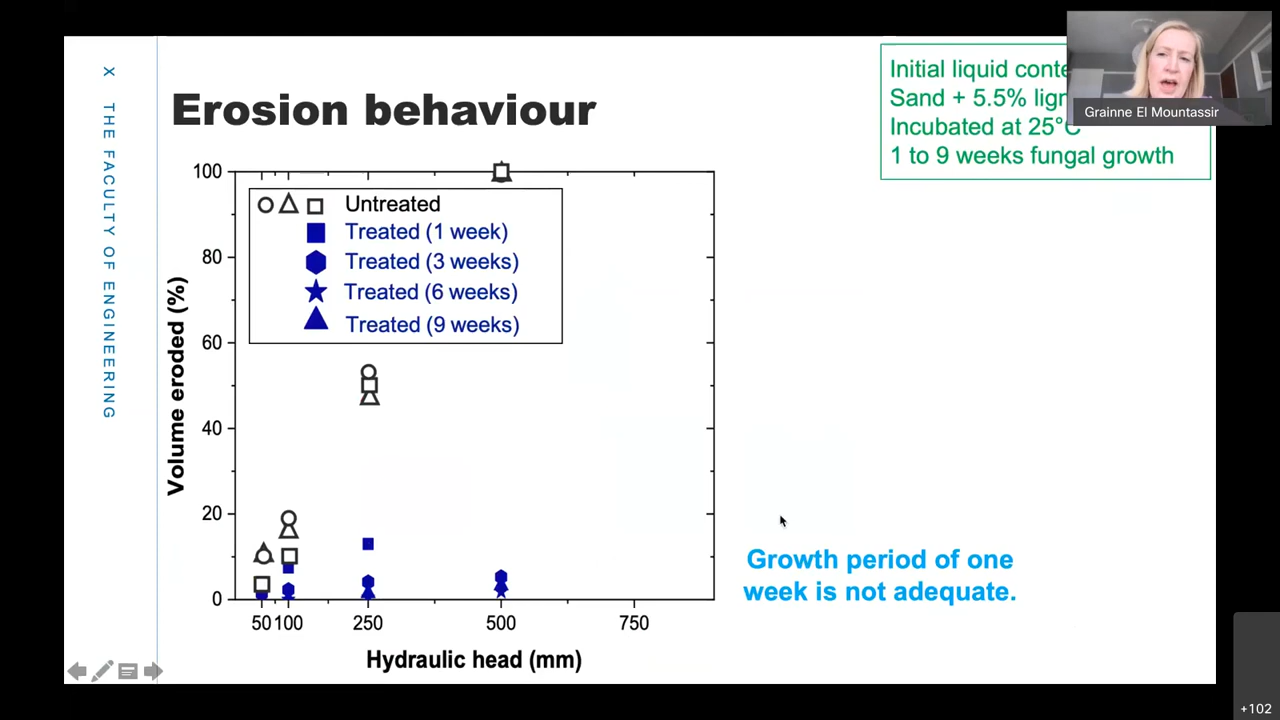 X THE FACULTY OF ENGINEERING
Erosion behaviour
Initial liquid
Sand + 5.5%
Incubated at 25°C
1 to 9 weeks fungal growth
Grainne El Mountassir
100
80
60
40
20
0
Volume eroded (%)
Untreated
Treated (1 week)
Treated (3 weeks)
Treated (6 weeks)
Treated (9 weeks)
50 100 250 500 750
Hydraulic head (mm)
Growth period of one
week is not adequate.
+102